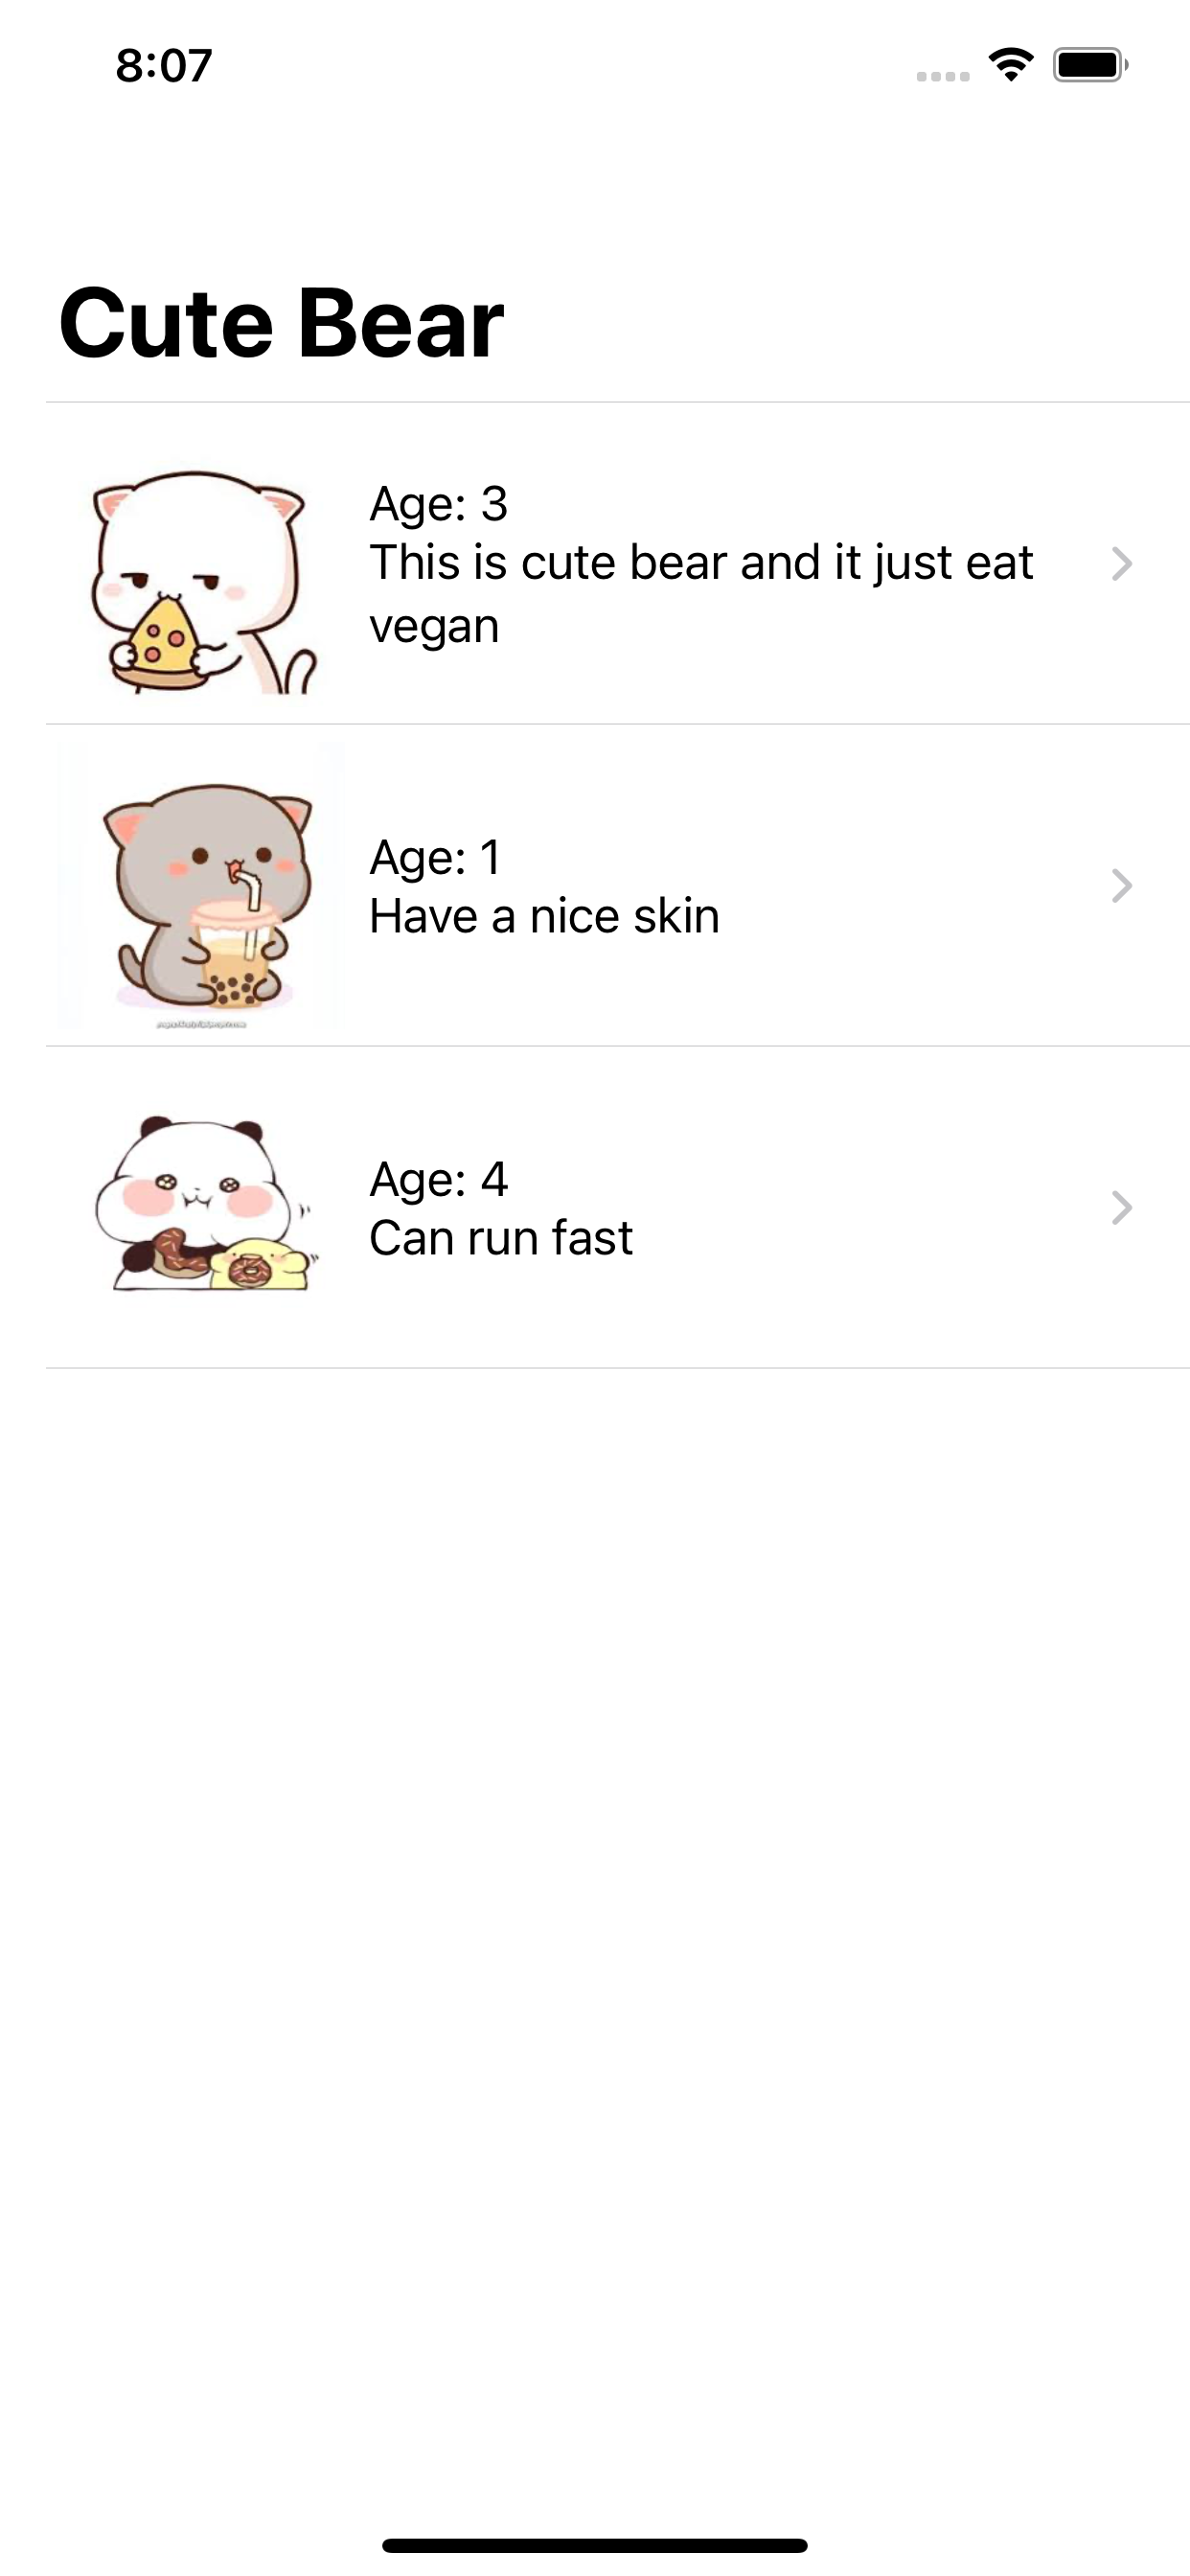 8:07
Cute Bear
Age: 3
This is cute bear and it just eat
vegan
Age: 1
Have a nice skin
Age: 4
Can run fast